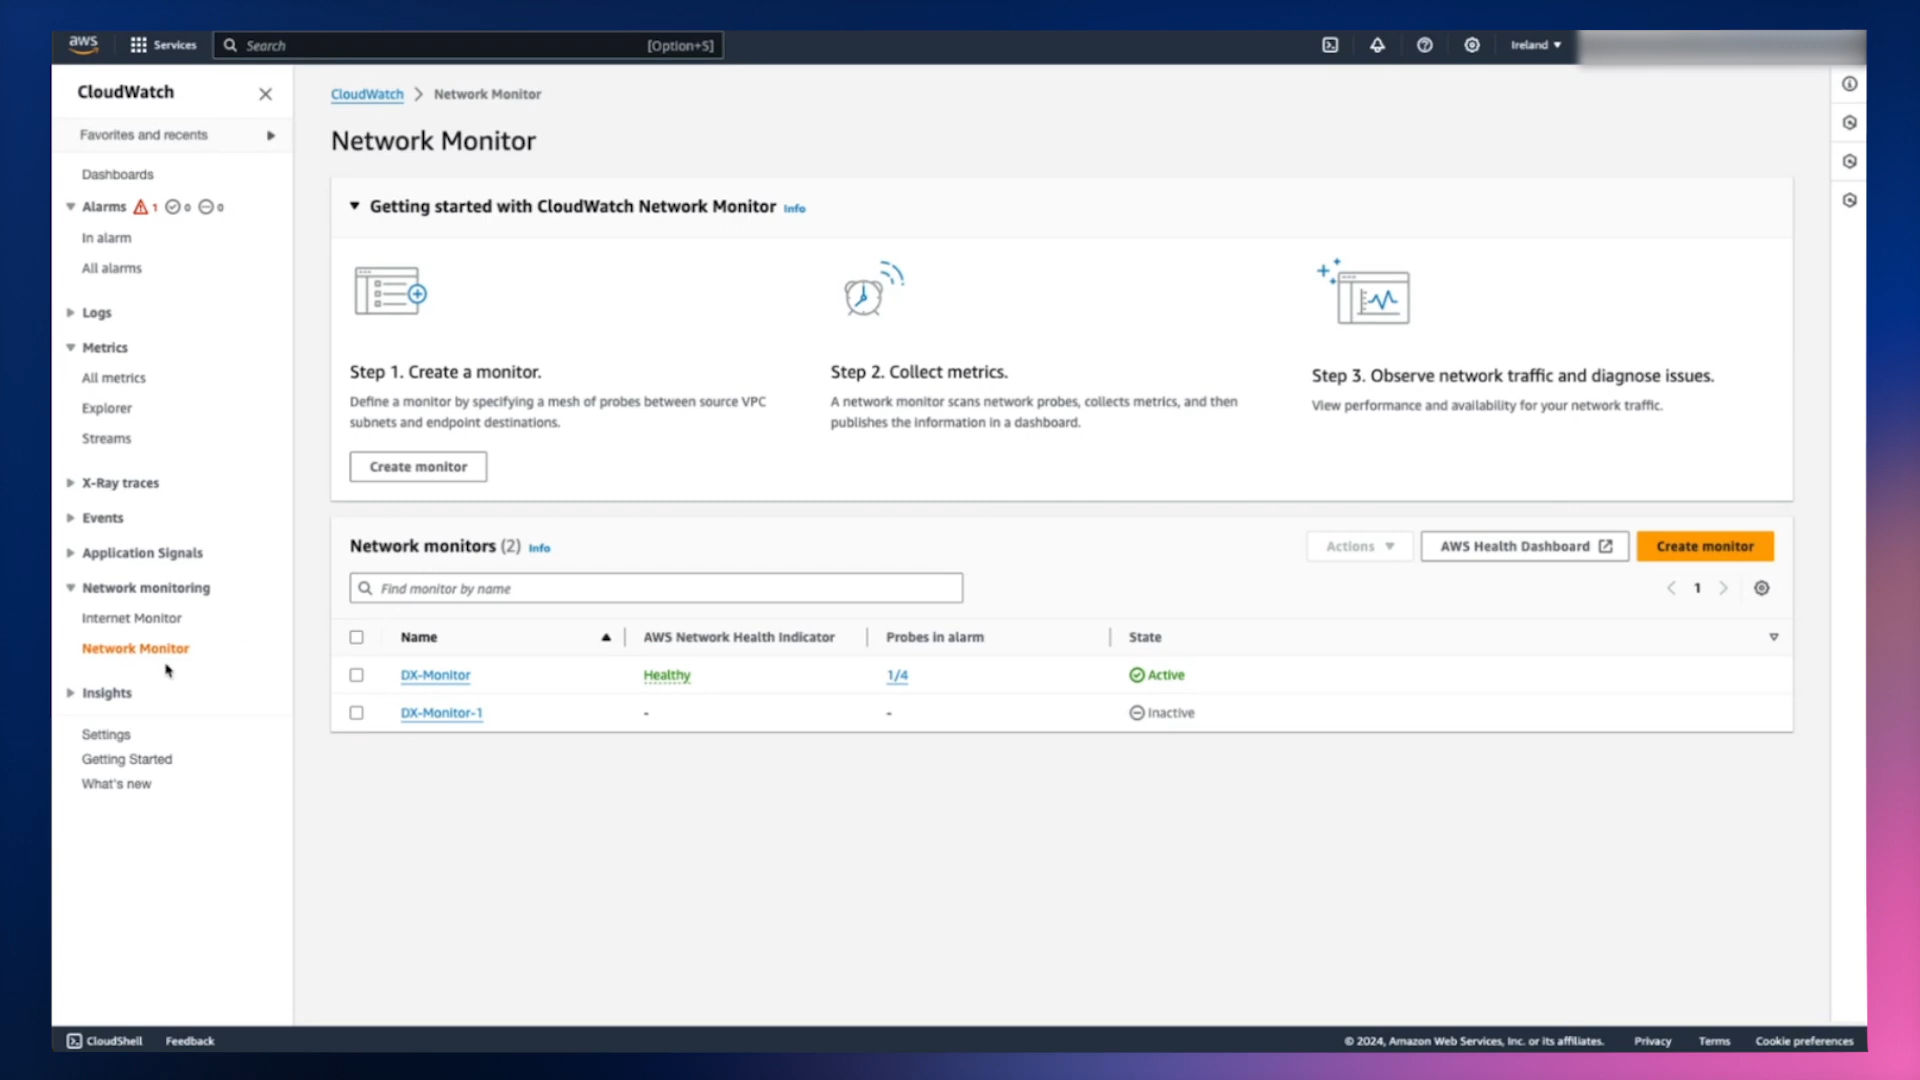 aws
Services
Search
[Option+S]
Ireland ▼
CloudWatch
Favorites and recents
Dashboards
Alarms 1 0 0
In alarm
All alarms
Logs
Metrics
All metrics
Explorer
Streams
X-Ray traces
Events
Application Signals
Network monitoring
Internet Monitor
Network Monitor
Insights
Settings
Getting Started
What's new
CloudWatch > Network Monitor
Network Monitor
Getting started with CloudWatch Network Monitor Info
Step 1. Create a monitor.
Define a monitor by specifying a mesh of probes between source VPC
subnets and endpoint destinations.
Create monitor
Step 2. Collect metrics.
A network monitor scans network probes, collects metrics, and then
publishes the information in a dashboard.
Step 3. Observe network traffic and diagnose issues.
View performance and availability for your network traffic.
Network monitors (2) Info
Actions ▼
AWS Health Dashboard
Create monitor
Find monitor by name
1
Name AWS Network Health Indicator Probes in alarm State
DX-Monitor Healthy 1/4 Active
DX-Monitor-1 - - Inactive
CloudShell Feedback
© 2024, Amazon Web Services, Inc. or its affiliates. Privacy Terms Cookie preferences